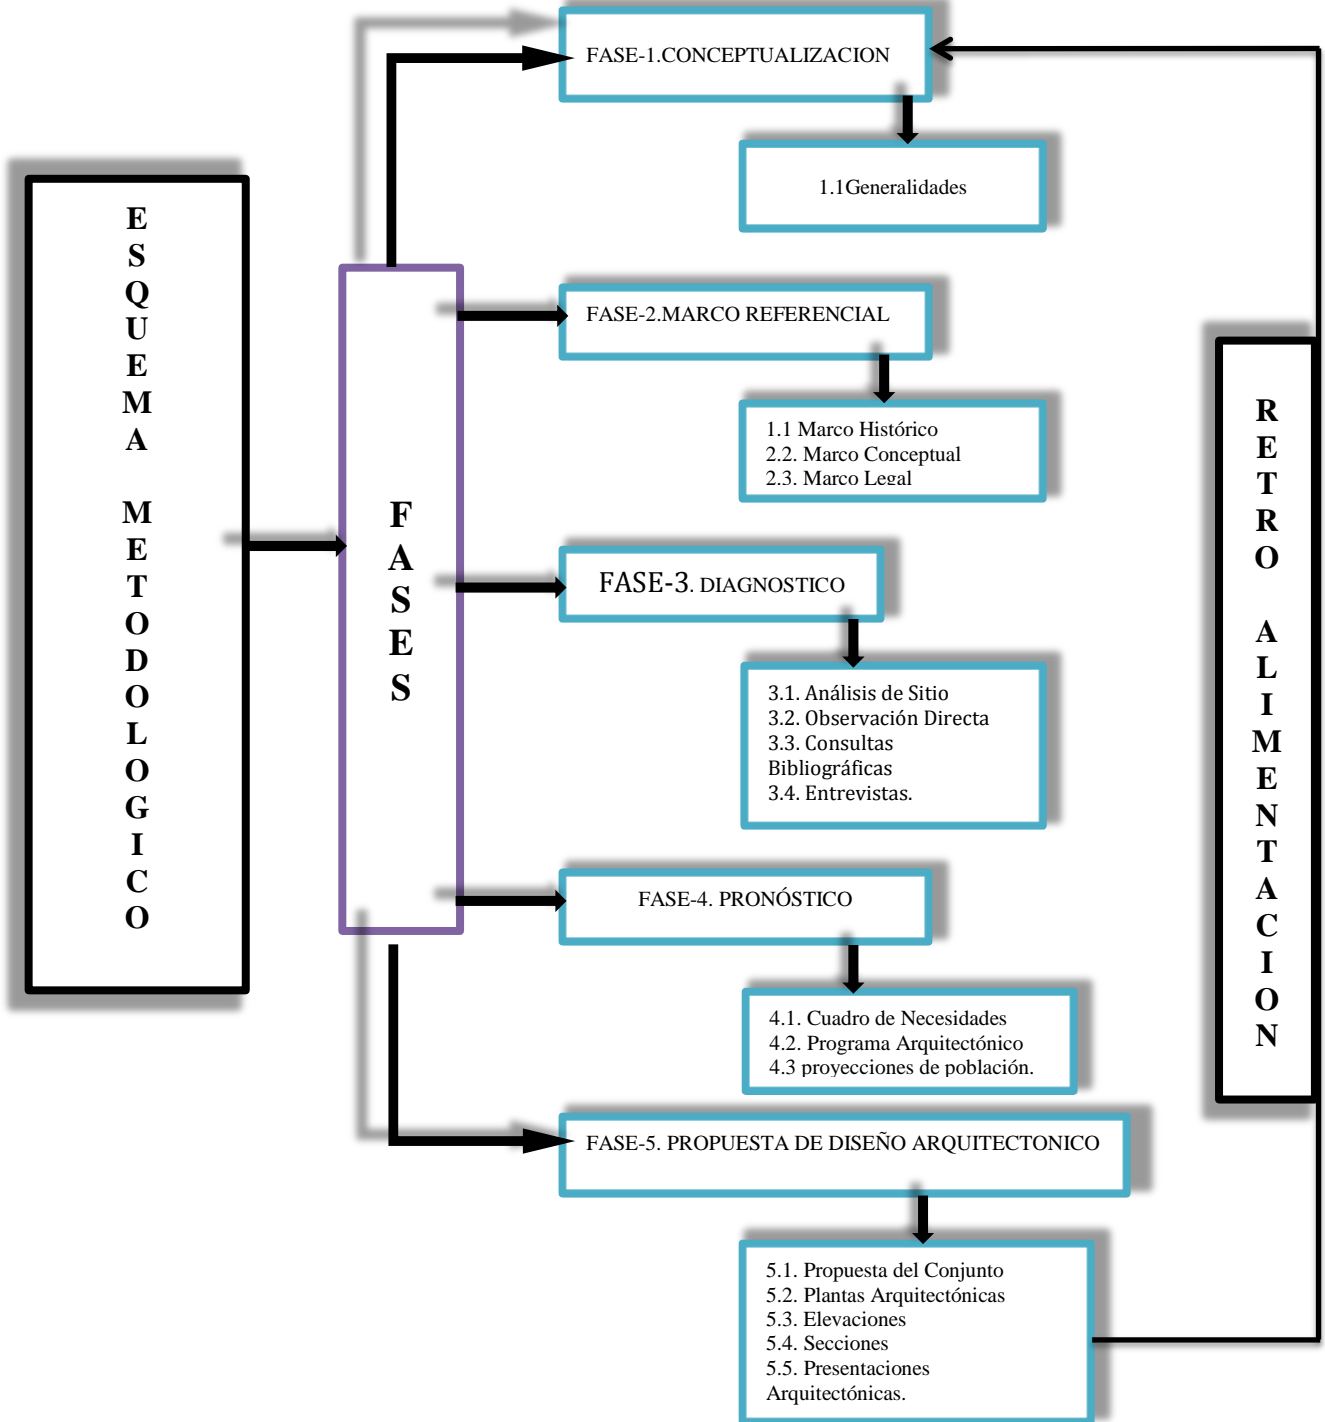 ESQUEMA METODOLOGICO
FASES
FASE-1.CONCEPTUALIZACION
1.1Generalidades
FASE-2.MARCO REFERENCIAL
1.1 Marco Histórico
2.2. Marco Conceptual
2.3. Marco Legal
FASE-3. DIAGNOSTICO
3.1. Análisis de Sitio
3.2. Observación Directa
3.3. Consultas
Bibliográficas
3.4. Entrevistas.
FASE-4. PRONÓSTICO
4.1. Cuadro de Necesidades
4.2. Programa Arquitectónico
4.3 proyecciones de población.
FASE-5. PROPUESTA DE DISEÑO ARQUITECTONICO
5.1. Propuesta del Conjunto
5.2. Plantas Arquitectónicas
5.3. Elevaciones
5.4. Secciones
5.5. Presentaciones
Arquitectónicas.
RETRO ALIMENTACION